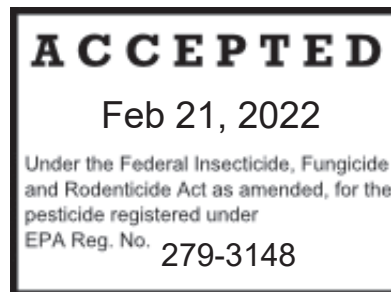 ACCEPTED
Feb 21, 2022
Under the Federal Insecticide, Fungicide
and Rodenticide Act as amended, for the
pesticide registered under
EPA Reg. No. 279-3148